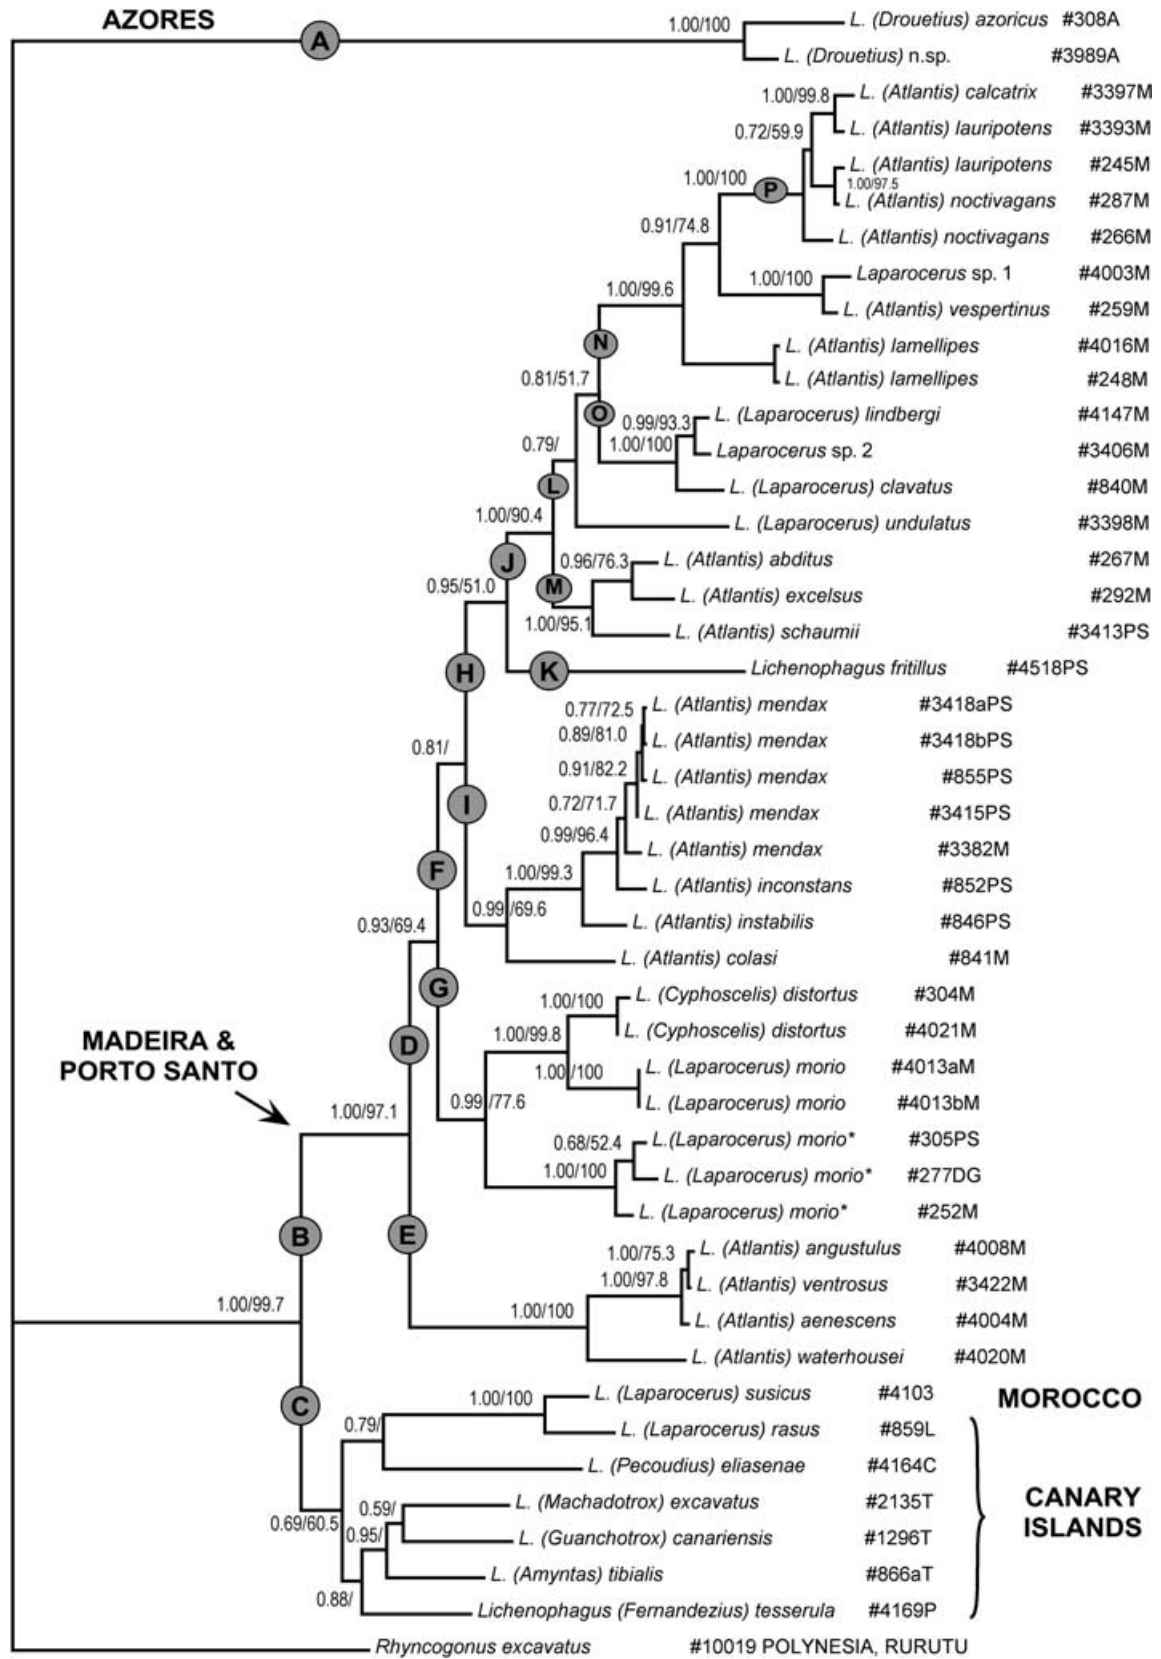 AZORES
A
1.00/100
L. (Drouetius) azoricus #308A
L. (Drouetius) n.sp. #3989A
1.00/99.8
L. (Atlantis) calcatrix #3397M
0.72/59.9
L. (Atlantis) lauripotens #3393M
L. (Atlantis) lauripotens #245M
1.00/100
P
1.00/97.5
L. (Atlantis) noctivagans #287M
0.91/74.8
L. (Atlantis) noctivagans #266M
1.00/100
Laparocerus sp. 1 #4003M
1.00/99.6
L. (Atlantis) vespertinus #259M
N
L. (Atlantis) lamellipes #4016M
0.81/51.7
L. (Atlantis) lamellipes #248M
O
0.99/93.3
L. (Laparocerus) lindbergi #4147M
0.79/
1.00/100
Laparocerus sp. 2 #3406M
L
L. (Laparocerus) clavatus #840M
1.00/90.4
L. (Laparocerus) undulatus #3398M
J
0.96/76.3
L. (Atlantis) abditus #267M
0.95/51.0
M
L. (Atlantis) excelsus #292M
1.00/95.1
L. (Atlantis) schaumii #3413PS
H
K
Lichenophagus fritillus #4518PS
0.77/72.5
L. (Atlantis) mendax #3418aPS
0.81/
0.89/81.0
L. (Atlantis) mendax #3418bPS
0.91/82.2
L. (Atlantis) mendax #855PS
I
0.72/71.7
L. (Atlantis) mendax #3415PS
0.99/96.4
L. (Atlantis) mendax #3382M
F
1.00/99.3
L. (Atlantis) inconstans #852PS
0.99/69.6
L. (Atlantis) instabilis #846PS
0.93/69.4
L. (Atlantis) colasi #841M
G
1.00/100
L. (Cyphoscelis) distortus #304M
1.00/99.8
L. (Cyphoscelis) distortus #4021M
D
MADEIRA &
PORTO SANTO
1.00/100
L. (Laparocerus) morio #4013aM
0.99/77.6
L. (Laparocerus) morio #4013bM
1.00/97.1
0.68/52.4
L.(Laparocerus) morio* #305PS
1.00/100
L. (Laparocerus) morio* #277DG
L. (Laparocerus) morio* #252M
B
E
1.00/75.3
L. (Atlantis) angustulus #4008M
1.00/97.8
L. (Atlantis) ventrosus #3422M
1.00/99.7
1.00/100
L. (Atlantis) aenescens #4004M
L. (Atlantis) waterhousei #4020M
C
1.00/100
L. (Laparocerus) susicus #4103 MOROCCO
0.79/
L. (Laparocerus) rasus #859L
L. (Pecoudius) eliasenae #4164C
CANARY
ISLANDS
0.59/
L. (Machadotrox) excavatus #2135T
0.69/60.5
0.95/
L. (Guanchotrox) canariensis #1296T
L. (Amyntas) tibialis #866aT
0.88/
Lichenophagus (Fernandezius) tesserula #4169P
Rhyncogonus excavatus #10019 POLYNESIA, RURUTU